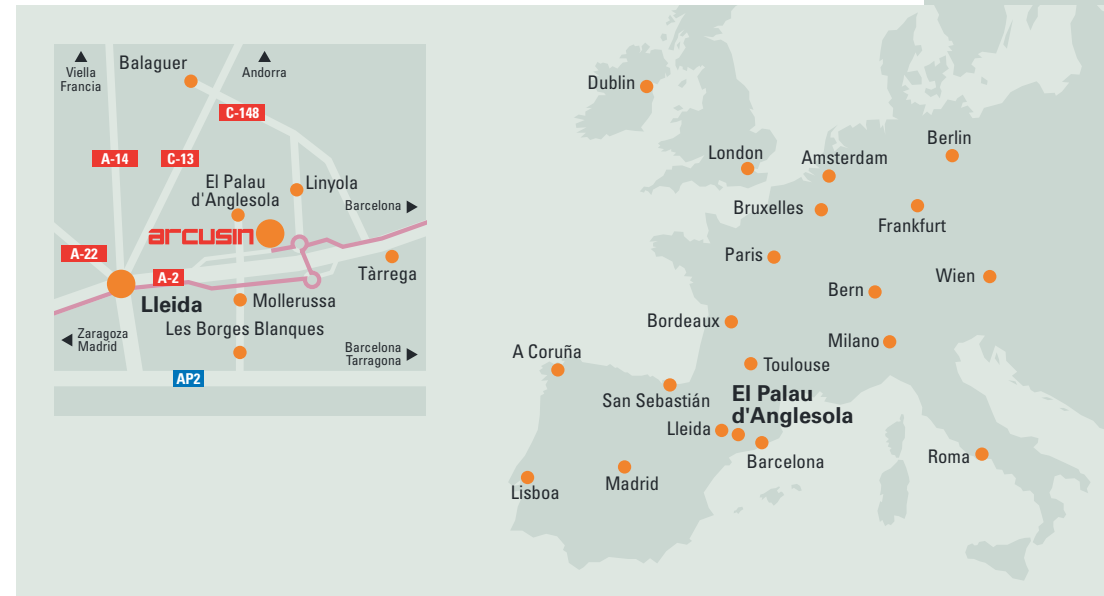 Viella
Francia
Balaguer
Andorra
C-148
A-14
C-13
El Palau
d'Anglesola
Linyola
Barcelona
arcusin
A-22
A-2
Tàrrega
Lleida
Mollerussa
Les Borges Blanques
Zaragoza
Madrid
Barcelona
Tarragona
AP2
Dublin
London
Amsterdam
Berlin
Bruxelles
Frankfurt
Paris
Wien
Bern
Bordeaux
Milano
A Coruña
Toulouse
San Sebastián
El Palau
d'Anglesola
Lleida
Barcelona
Roma
Madrid
Lisboa